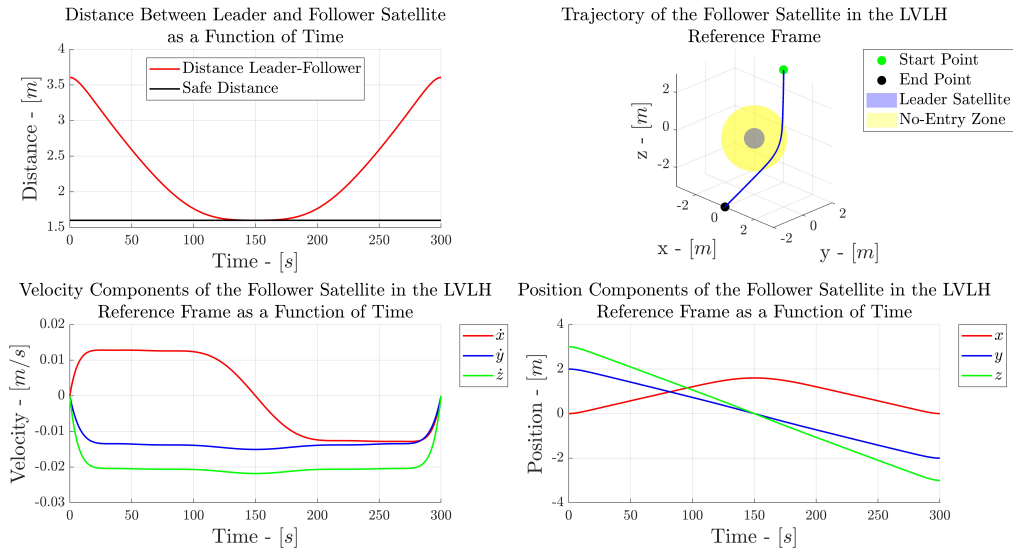 Distance Between Leader and Follower Satellite
as a Function of Time
4
3.5
3
2.5
2
1.5
Distance - [m]
Distance Leader-Follower
Safe Distance
0 50 100 150 200 250 300
Time - [s]
Trajectory of the Follower Satellite in the LVLH
Reference Frame
Start Point
End Point
Leader Satellite
No-Entry Zone
2
0
-2
z - [m]
-2
0
2
x - [m]
-2
0
2
y - [m]
Velocity Components of the Follower Satellite in the LVLH
Reference Frame as a Function of Time
0.02
0.01
0
-0.01
-0.02
-0.03
Velocity - [m/s]
ẋ
ẏ
ż
0 50 100 150 200 250 300
Time - [s]
Position Components of the Follower Satellite in the LVLH
Reference Frame as a Function of Time
4
2
0
-2
-4
Position - [m]
x
y
z
0 50 100 150 200 250 300
Time - [s]